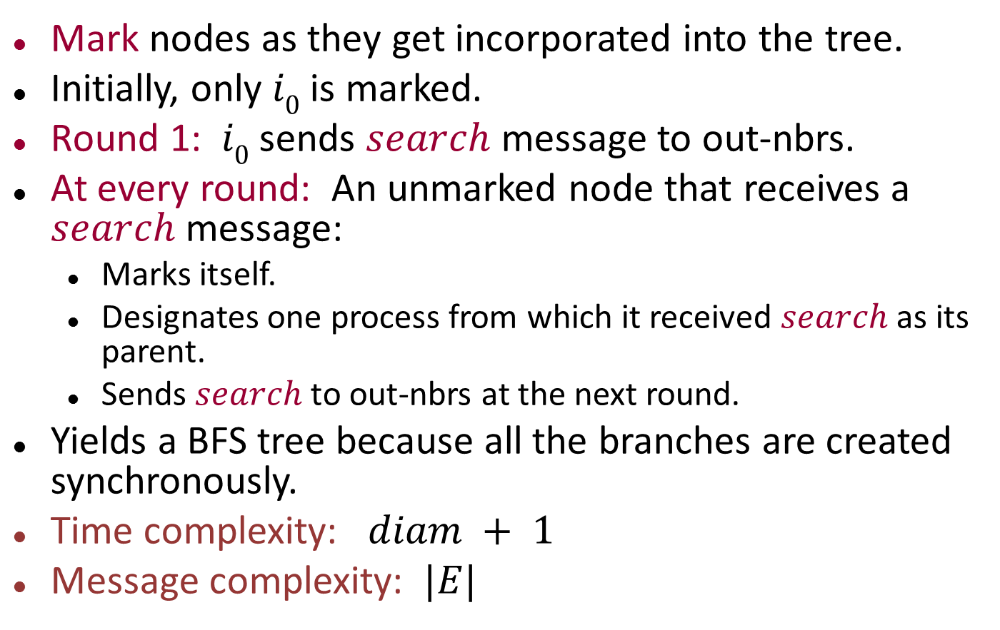 • Mark nodes as they get incorporated into the tree.
• Initially, only 𝑖₀ is marked.
• Round 1: 𝑖₀ sends 𝑠𝑒𝑎𝑟𝑐ℎ message to out-nbrs.
• At every round: An unmarked node that receives a
𝑠𝑒𝑎𝑟𝑐ℎ message:
• Marks itself.
• Designates one process from which it received 𝑠𝑒𝑎𝑟𝑐ℎ as its
parent.
• Sends 𝑠𝑒𝑎𝑟𝑐ℎ to out-nbrs at the next round.
• Yields a BFS tree because all the branches are created
synchronously.
• Time complexity: 𝑑𝑖𝑎𝑚 + 1
• Message complexity: |𝐸|